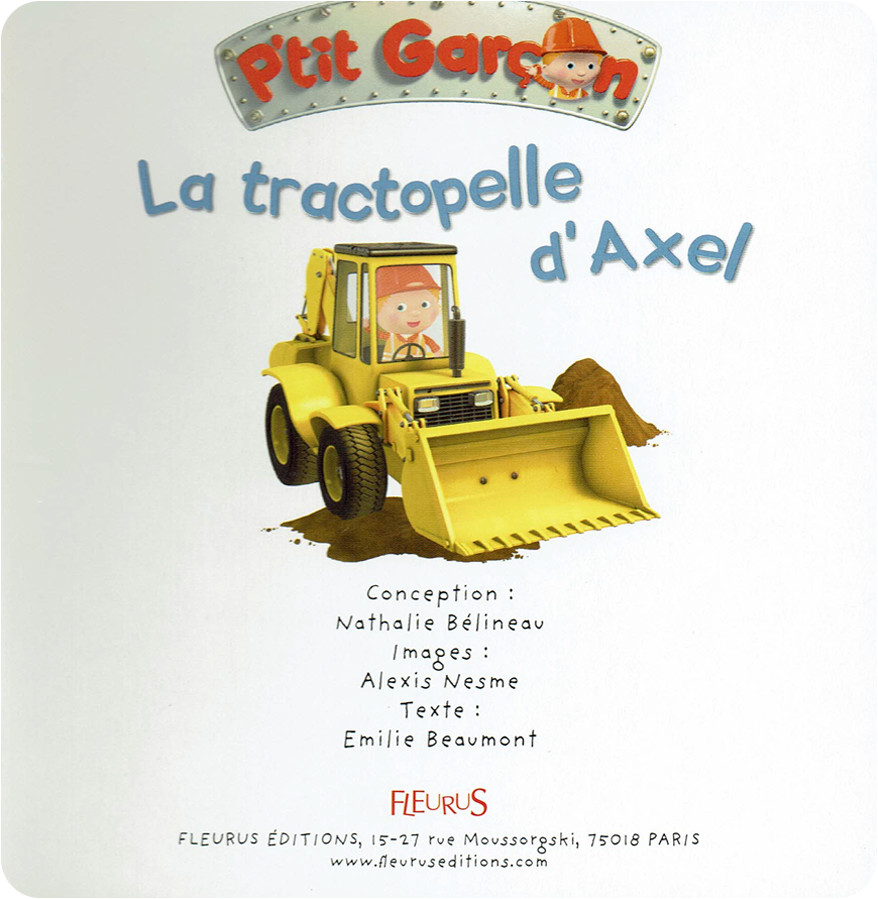 P'tit Garçon
La tractopelle
d'Axel
Conception :
Nathalie Bélineau
Images :
Alexis Nesme
Texte :
Emilie Beaumont
FLEURUS
FLEURUS ÉDITIONS, 15-27 rue Moussorgski, 75018 PARIS
www.fleuruseditions.com